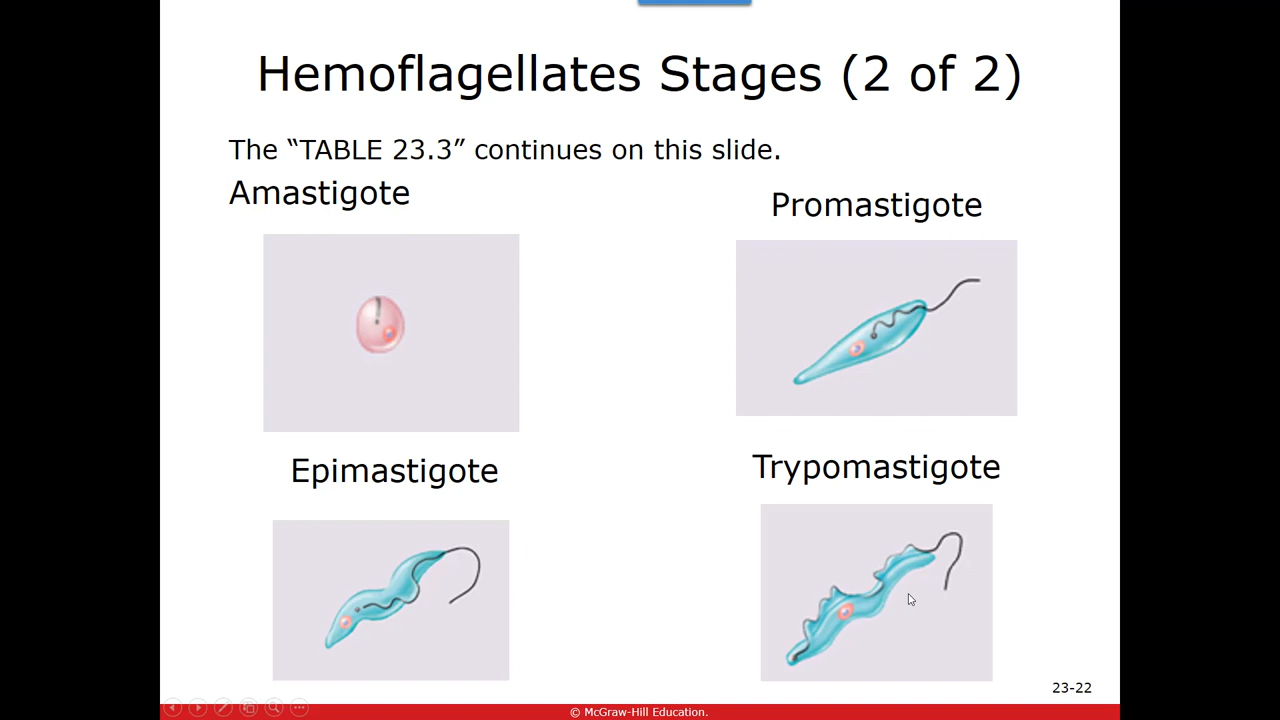 Hemoflagellates Stages (2 of 2)
The “TABLE 23.3” continues on this slide.
Amastigote
Promastigote
Epimastigote
Trypomastigote
23-22
© McGraw-Hill Education.